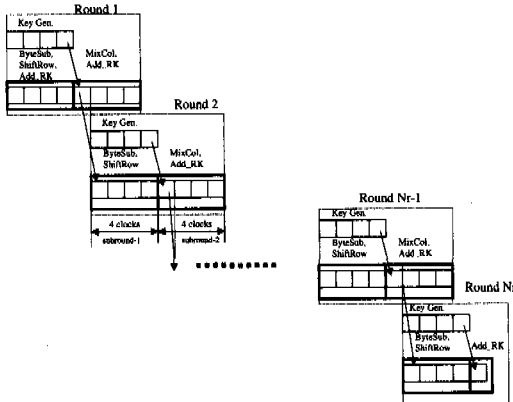 Round 1
Key Gen.
ByteSub,
ShiftRow,
Add_RK
MixCol,
Add_RK
Round 2
Key Gen.
ByteSub,
ShiftRow
MixCol,
Add_RK
4 clocks
subround-1
4 clocks
subround-2
Round Nr-1
Key Gen.
ByteSub,
ShiftRow
MixCol,
Add_RK
Round Nr
Key Gen.
ByteSub,
ShiftRow
Add_RK